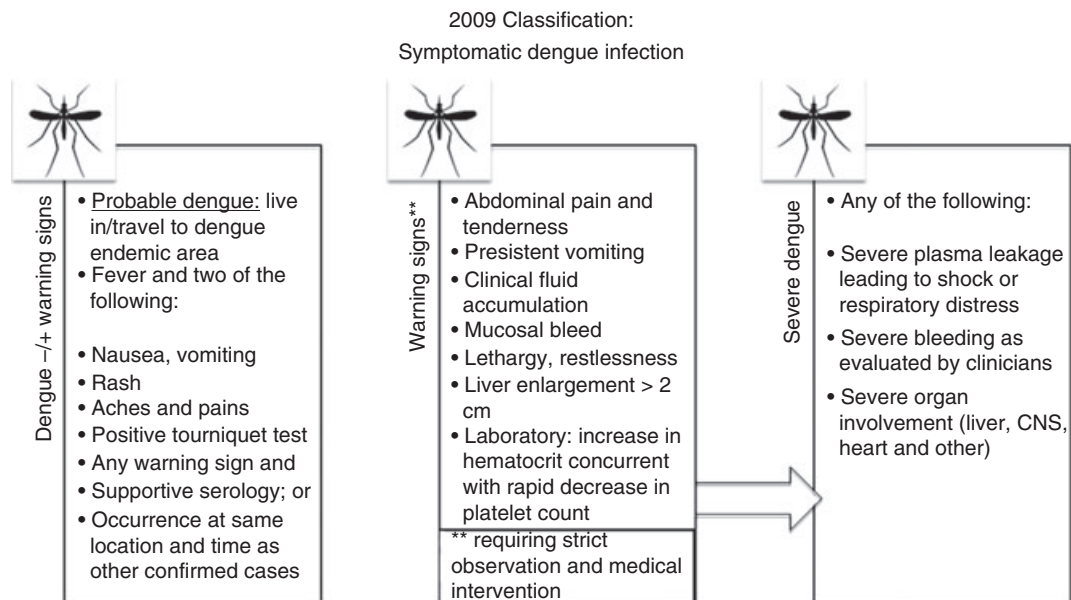 2009 Classification:
Symptomatic dengue infection
Dengue –/+ warning signs
• Probable dengue: live
in/travel to dengue
endemic area
• Fever and two of the
following:
• Nausea, vomiting
• Rash
• Aches and pains
• Positive tourniquet test
• Any warning sign and
• Supportive serology; or
• Occurrence at same
location and time as
other confirmed cases
Warning signs**
• Abdominal pain and
tenderness
• Presistent vomiting
• Clinical fluid
accumulation
• Mucosal bleed
• Lethargy, restlessness
• Liver enlargement > 2
cm
• Laboratory: increase in
hematocrit concurrent
with rapid decrease in
platelet count
** requiring strict
observation and medical
intervention
Severe dengue
• Any of the following:
• Severe plasma leakage
leading to shock or
respiratory distress
• Severe bleeding as
evaluated by clinicians
• Severe organ
involvement (liver, CNS,
heart and other)